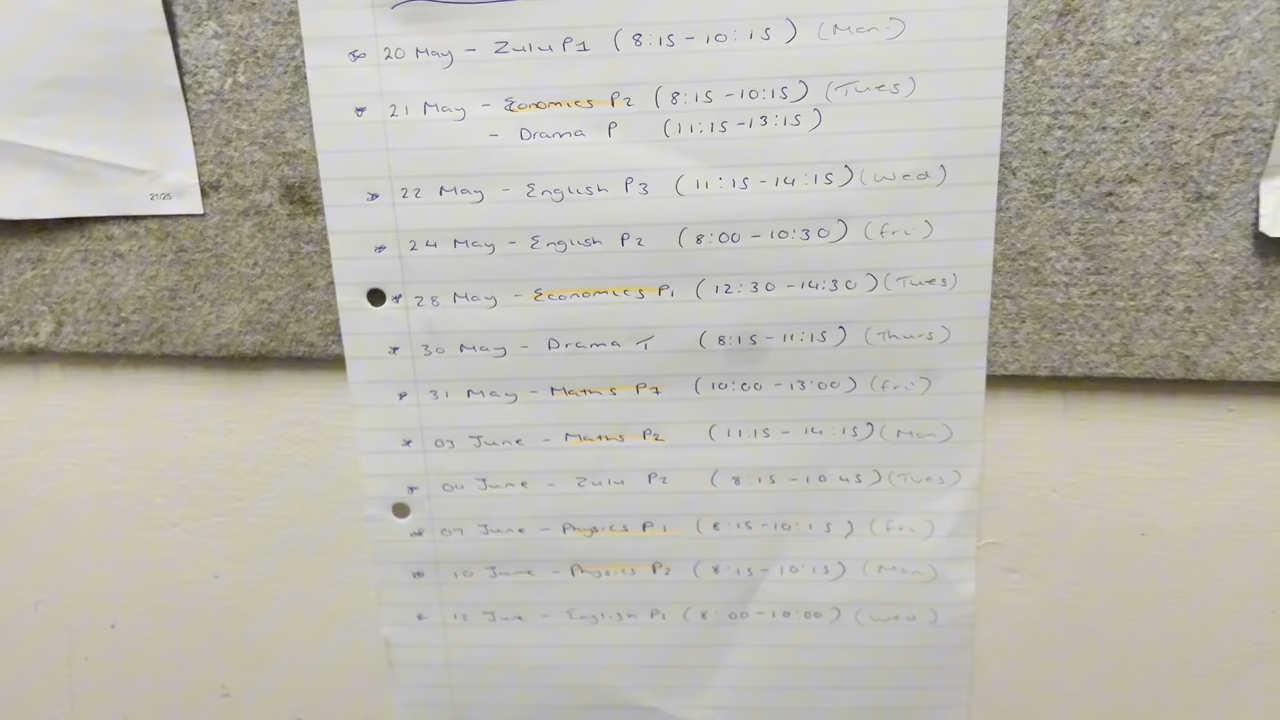 21/25
20 May - Zulu P1 (8:15-10:15) (Mon)
21 May - Economics P2 (8:15-10:15) (Tues)
- Drama P (11:15-13:15)
22 May - English P3 (11:15-14:15) (Wed)
24 May - English P2 (8:00-10:30) (Fri)
28 May - Economics P1 (12:30-14:30) (Tues)
30 May - Drama T (8:15-11:15) (Thurs)
31 May - Maths P1 (10:00-13:00) (Fri)
03 June - Maths P2 (11:15-14:15) (Mon)
04 June - Zulu P2 (8:15-10:45) (Tues)
07 June - Physics P1 (8:15-10:15) (Fri)
10 June - Physics P2 (8:15-10:15) (Mon)
12 June - English P1 (8:00-10:00) (Wed)